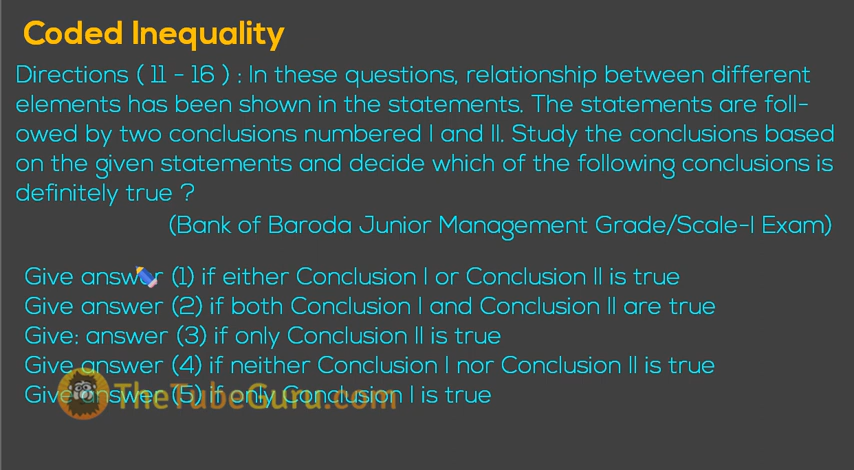 Coded Inequality
Directions ( 11 - 16 ) : In these questions, relationship between different
elements has been shown in the statements. The statements are foll-
owed by two conclusions numbered I and II. Study the conclusions based
on the given statements and decide which of the following conclusions is
definitely true ?
(Bank of Baroda Junior Management Grade/Scale-I Exam)
Give answer (1) if either Conclusion I or Conclusion II is true
Give answer (2) if both Conclusion I and Conclusion II are true
Give: answer (3) if only Conclusion II is true
Give answer (4) if neither Conclusion I nor Conclusion II is true
Give answer (5) if only Conclusion I is true
TheTubeGuru.com